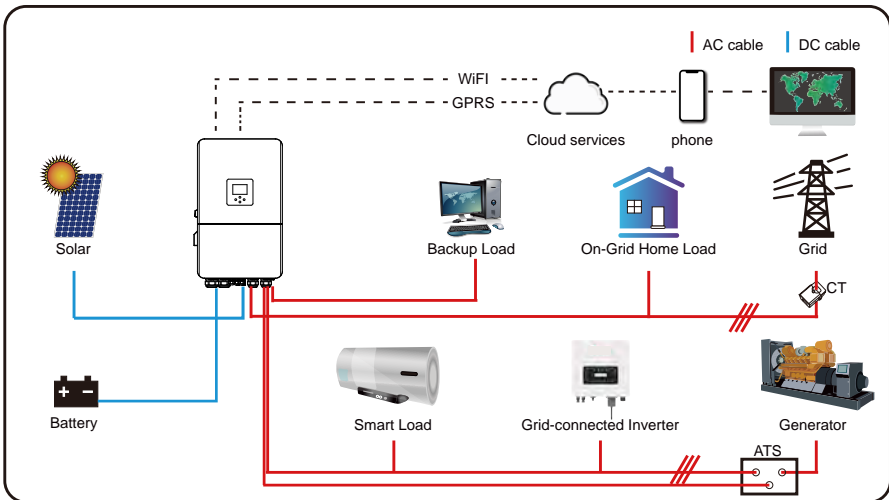 AC cable
DC cable
WiFI
GPRS
Cloud services
phone
Solar
Backup Load
On-Grid Home Load
Grid
CT
Battery
Smart Load
Grid-connected Inverter
Generator
ATS